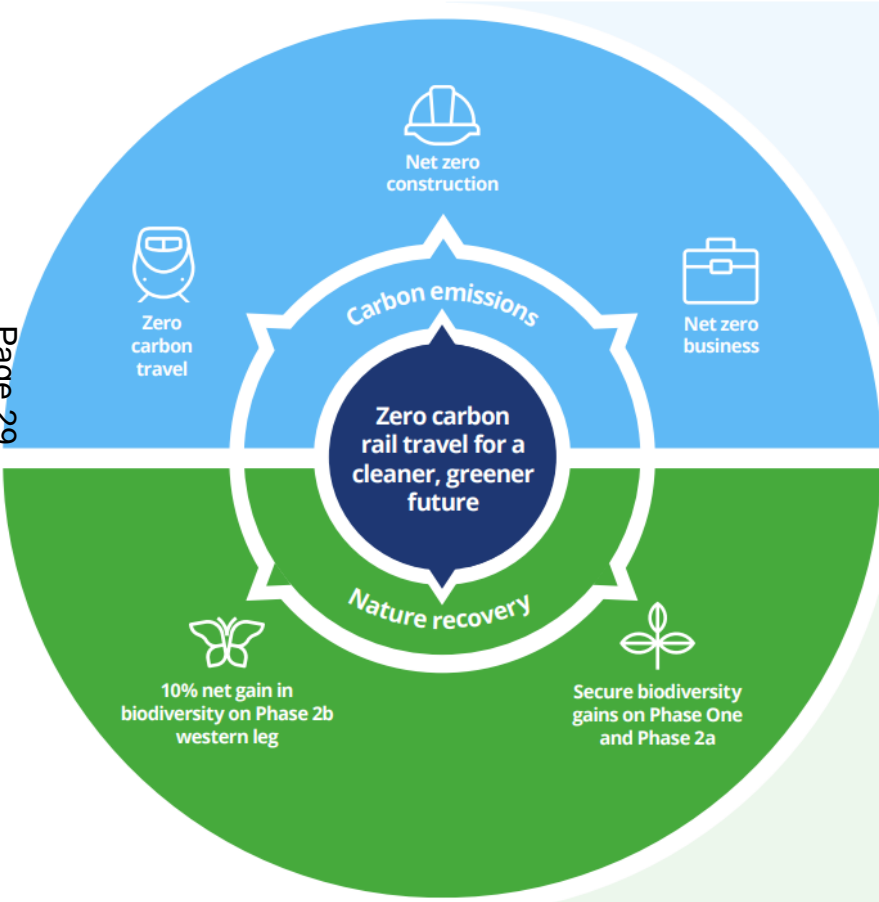 Net zero
construction
Zero
carbon
travel
Net zero
business
Carbon emissions
Zero carbon
rail travel for a
cleaner, greener
future
Nature recovery
10% net gain in
biodiversity on Phase 2b
western leg
Secure biodiversity
gains on Phase One
and Phase 2a
Page 29